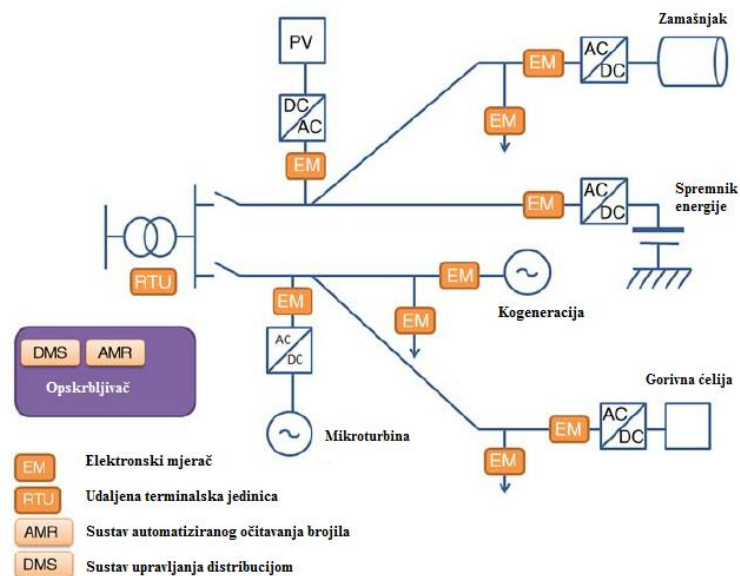 Zamašnjak
PV
AC
DC
EM
DC
AC
EM
EM
AC
DC
EM
Spremnik
energije
RTU
EM
EM
Kogeneracija
EM
DMS
AMR
Opskrbljivač
AC
DC
Gorivna ćelija
Mikroturbina
EM
AC
DC
EM
EM
Elektronski mjerač
RTU
Udaljena terminalska jedinica
AMR
Sustav automatiziranog očitavanja brojila
DMS
Sustav upravljanja distribucijom